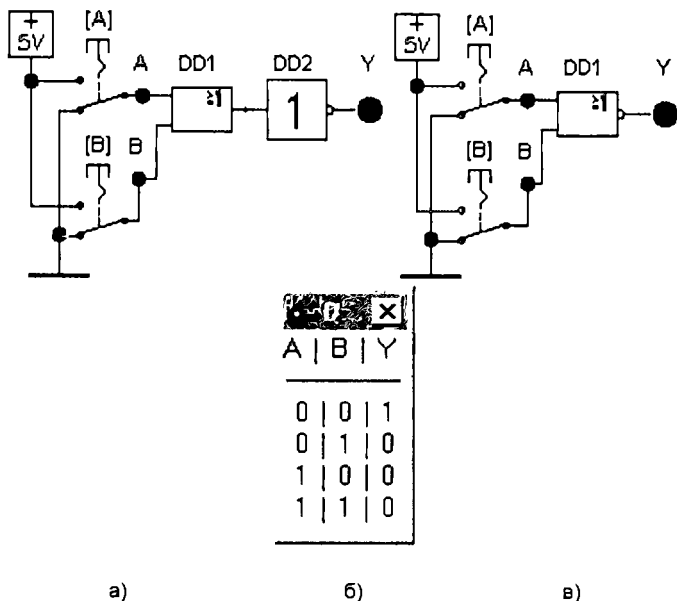 +
5V
[A]
A
DD1
≥1
DD2
1
Y
[B]
B
+
5V
[A]
A
DD1
≥1
Y
[B]
B
A | B | Y
0 | 0 | 1
0 | 1 | 0
1 | 0 | 0
1 | 1 | 0
а)
б)
в)